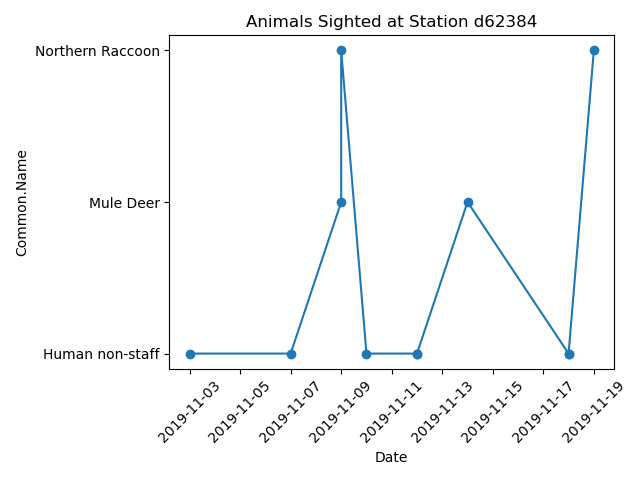 Animals Sighted at Station d62384
Northern Raccoon
Mule Deer
Human non-staff
Common.Name
2019-11-03
2019-11-05
2019-11-07
2019-11-09
2019-11-11
2019-11-13
2019-11-15
2019-11-17
2019-11-19
Date